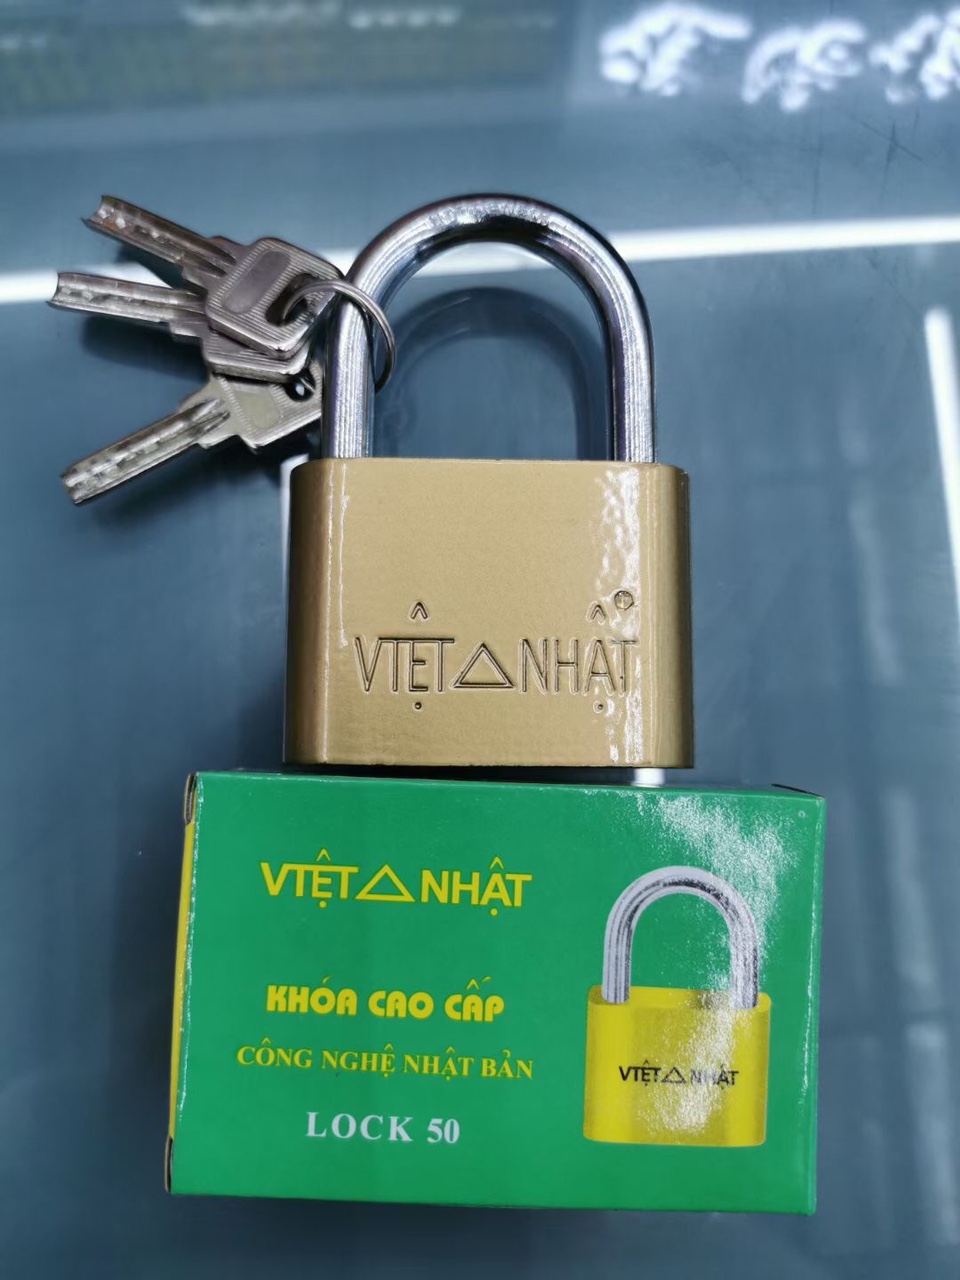 VIỆT NHẬT
VIỆT NHẬT
KHÓA CAO CẤP
CÔNG NGHỆ NHẬT BẢN
LOCK 50
VIỆT NHẬT